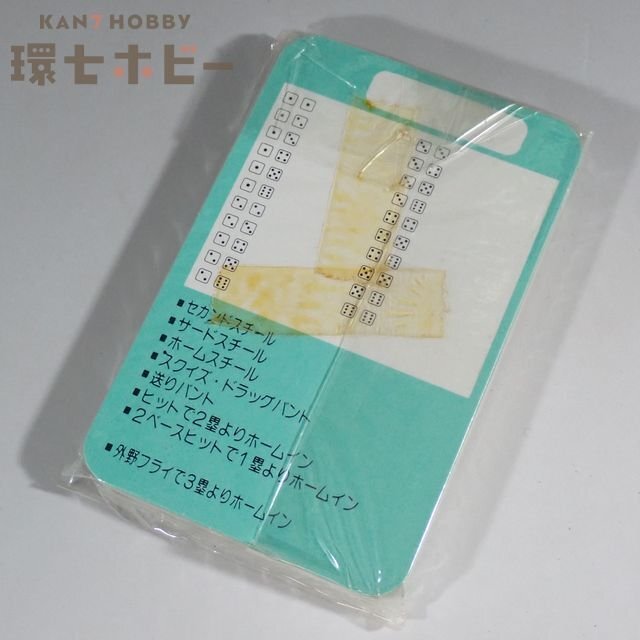 KAN7HOBBY
環七ホビー
■セカンドスチール
■サードスチール
■ホームスチール
■スクイズ・ドラッグバント
■送りバント
■ヒットで2塁よりホームイン
■2ベースヒットで1塁よりホームイン
■外野フライで3塁よりホームイン